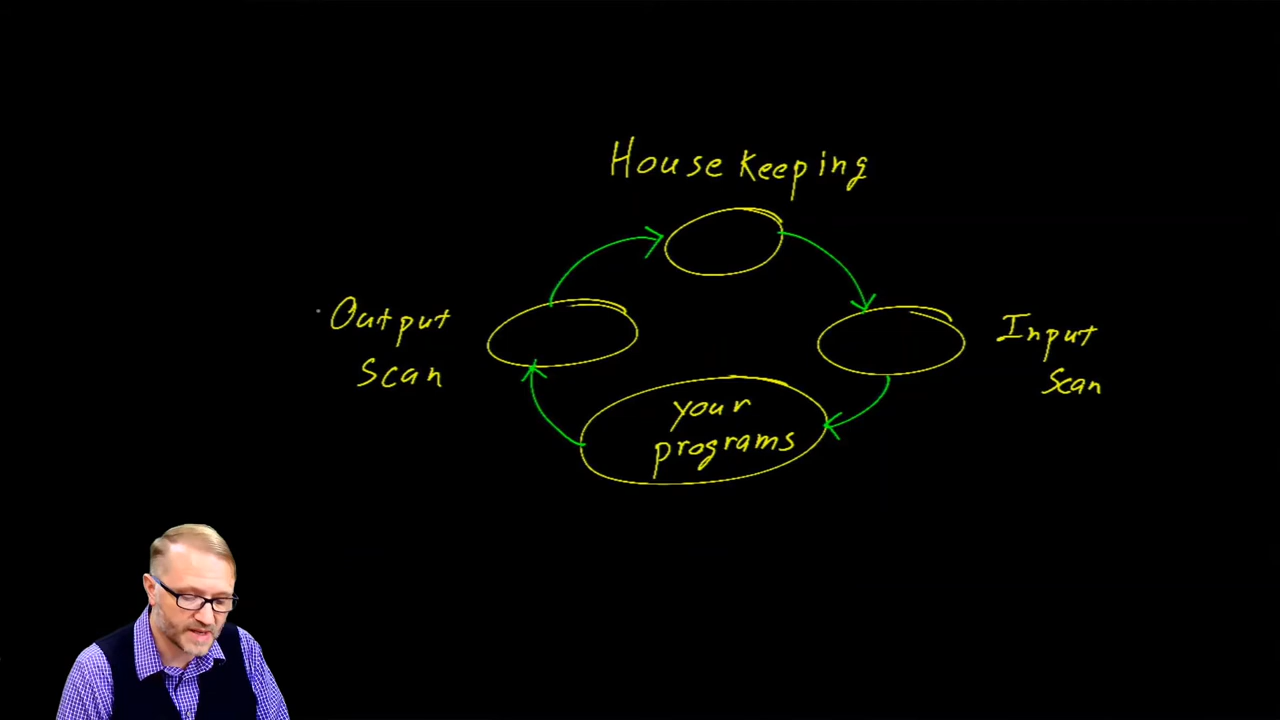 House Keeping
Output
Scan
Input
Scan
your
programs